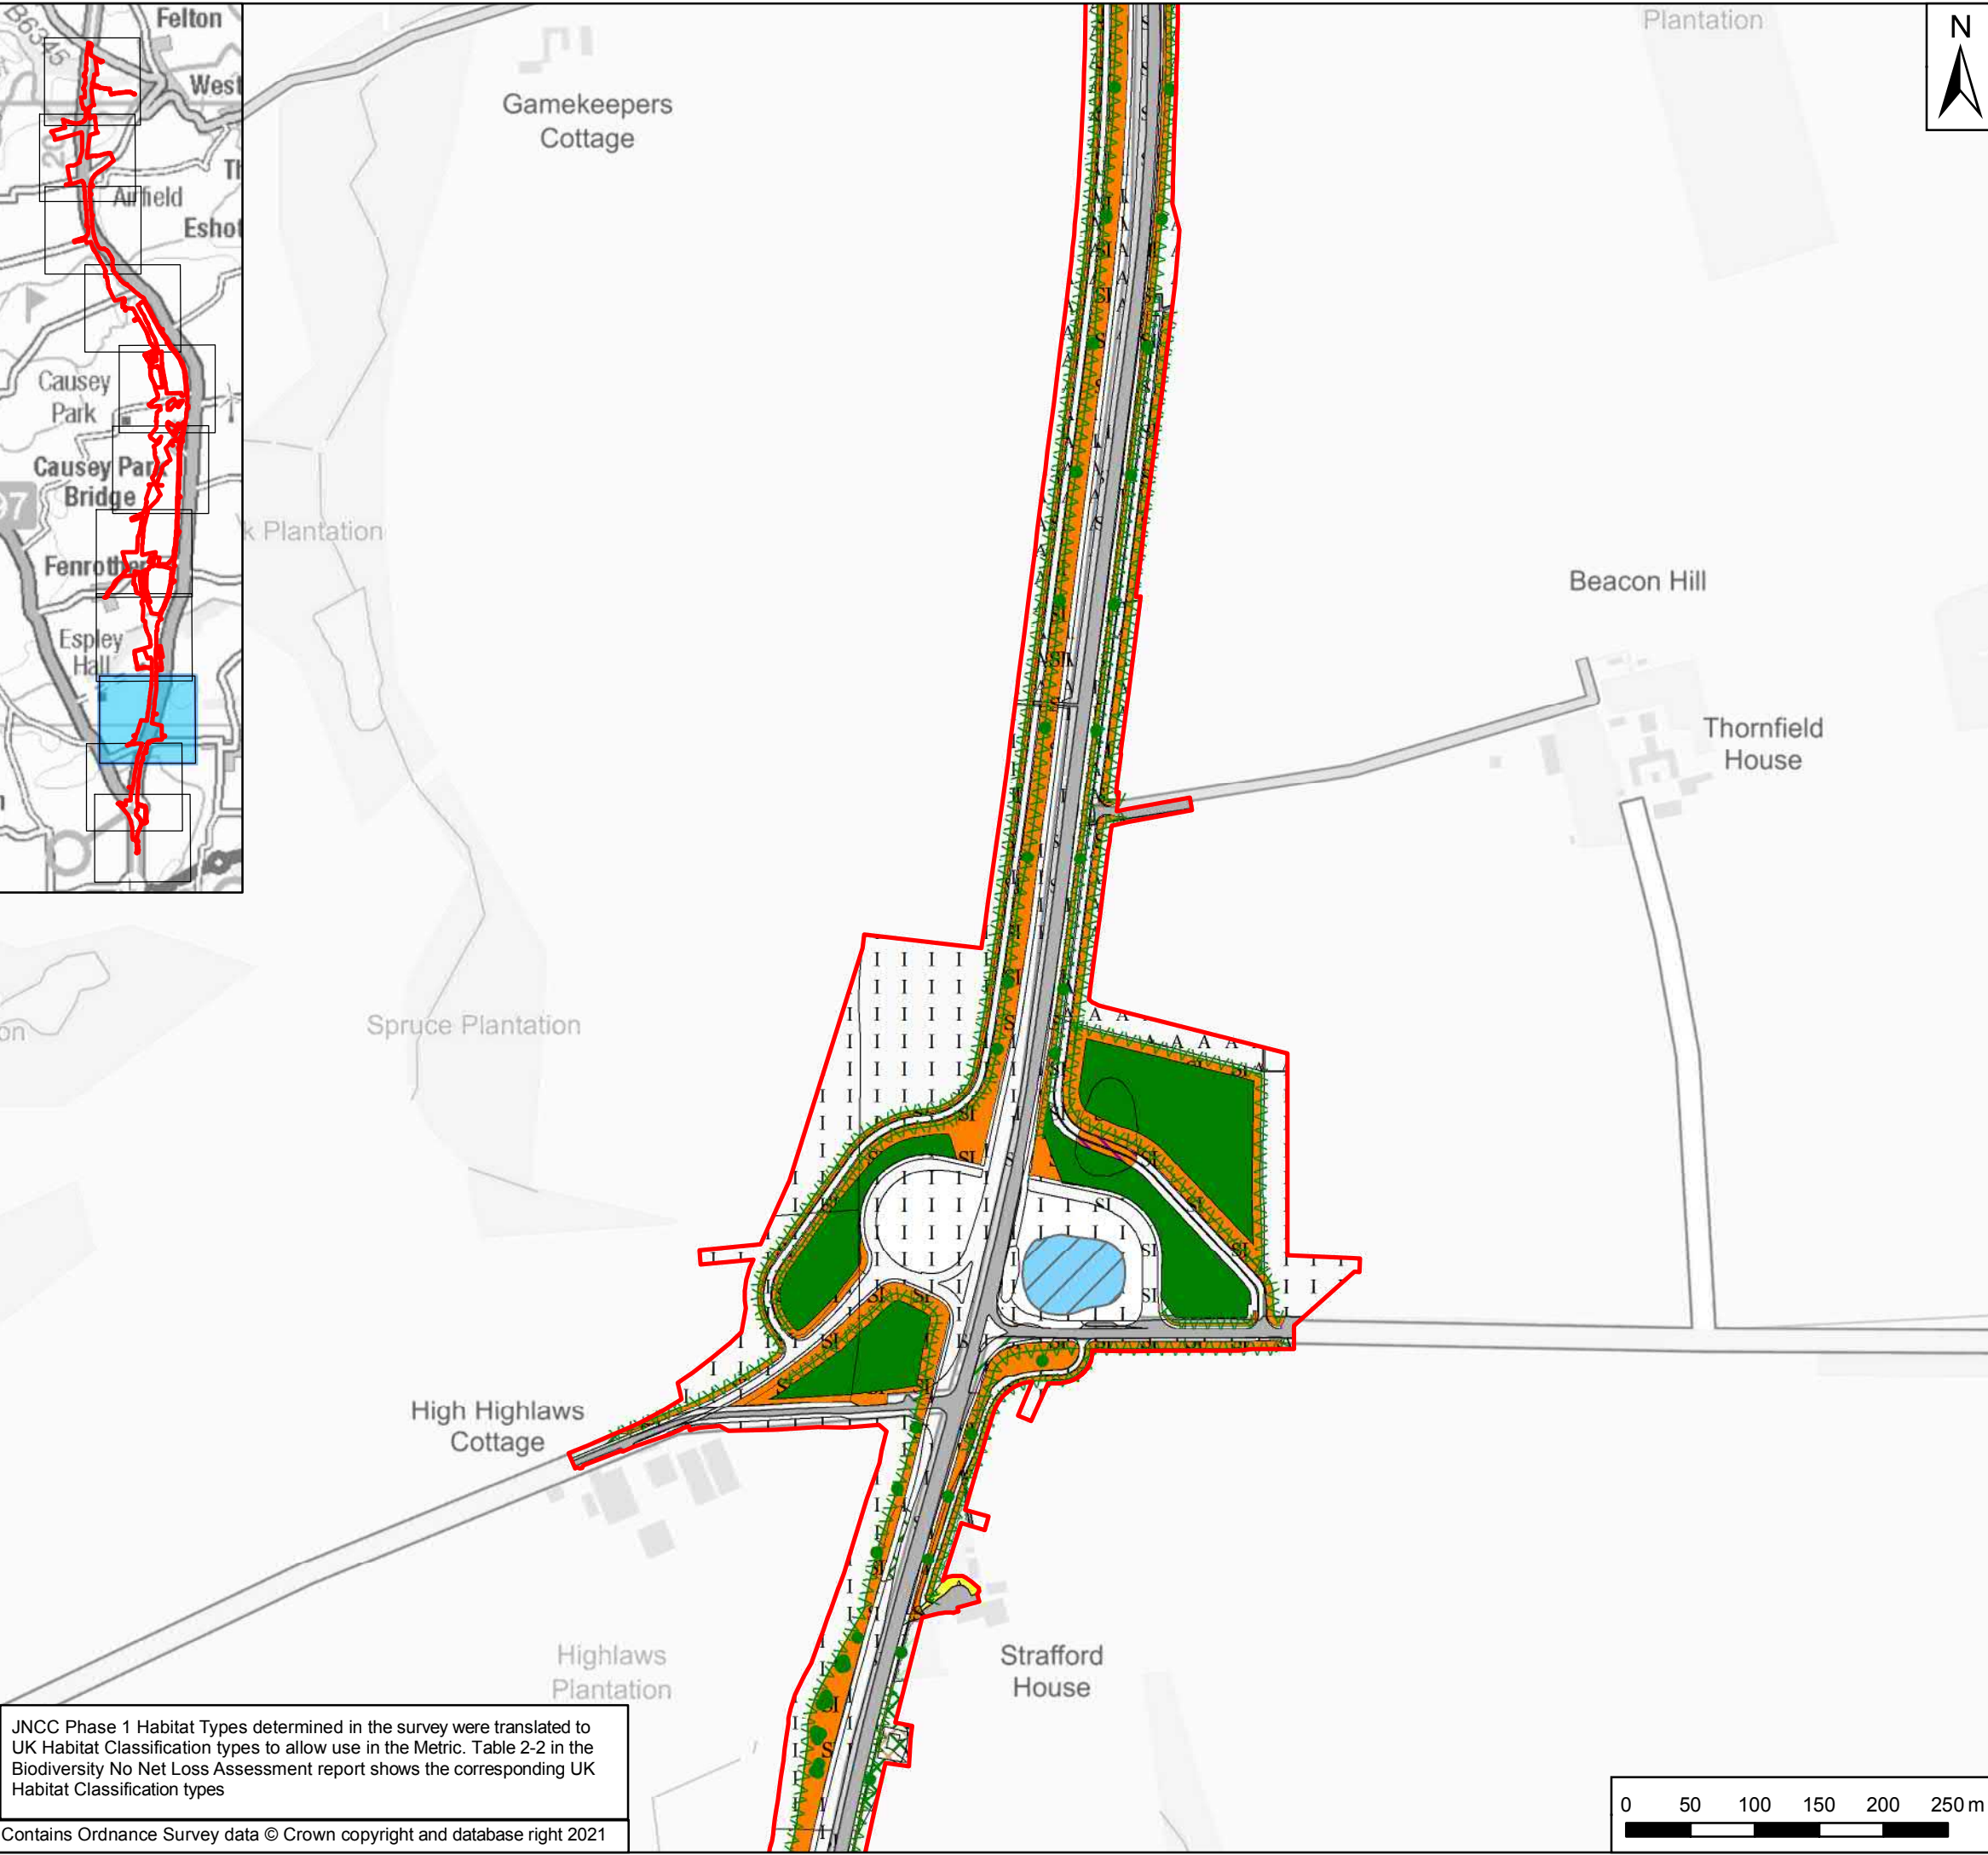 B6345
Felton
West
Airfield
Eshot
Causey
Park
Causey Park
Bridge
97
Fenrother
Espley
Hall
N
Plantation
Gamekeepers
Cottage
k Plantation
Beacon Hill
Thornfield
House
Spruce Plantation
on
High Highlaws
Cottage
Highlaws
Plantation
Strafford
House
JNCC Phase 1 Habitat Types determined in the survey were translated to
UK Habitat Classification types to allow use in the Metric. Table 2-2 in the
Biodiversity No Net Loss Assessment report shows the corresponding UK
Habitat Classification types
Contains Ordnance Survey data © Crown copyright and database right 2021
0 50 100 150 200 250 m